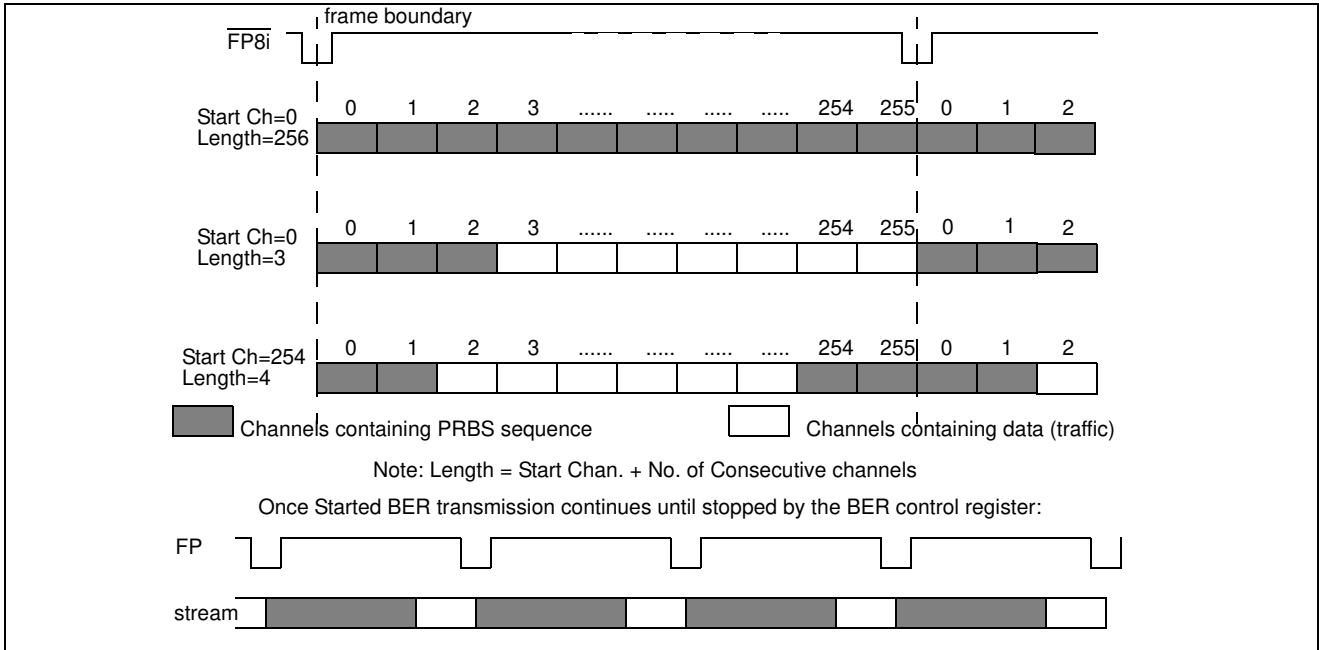 frame boundary
FP8i
Start Ch=0
Length=256
0 1 2 3 ...... ..... ..... ..... 254 255 0 1 2
Start Ch=0
Length=3
0 1 2 3 ...... ..... ..... ..... 254 255 0 1 2
Start Ch=254
Length=4
0 1 2 3 ...... ..... ..... ..... 254 255 0 1 2
Channels containing PRBS sequence
Channels containing data (traffic)
Note: Length = Start Chan. + No. of Consecutive channels
Once Started BER transmission continues until stopped by the BER control register:
FP
stream